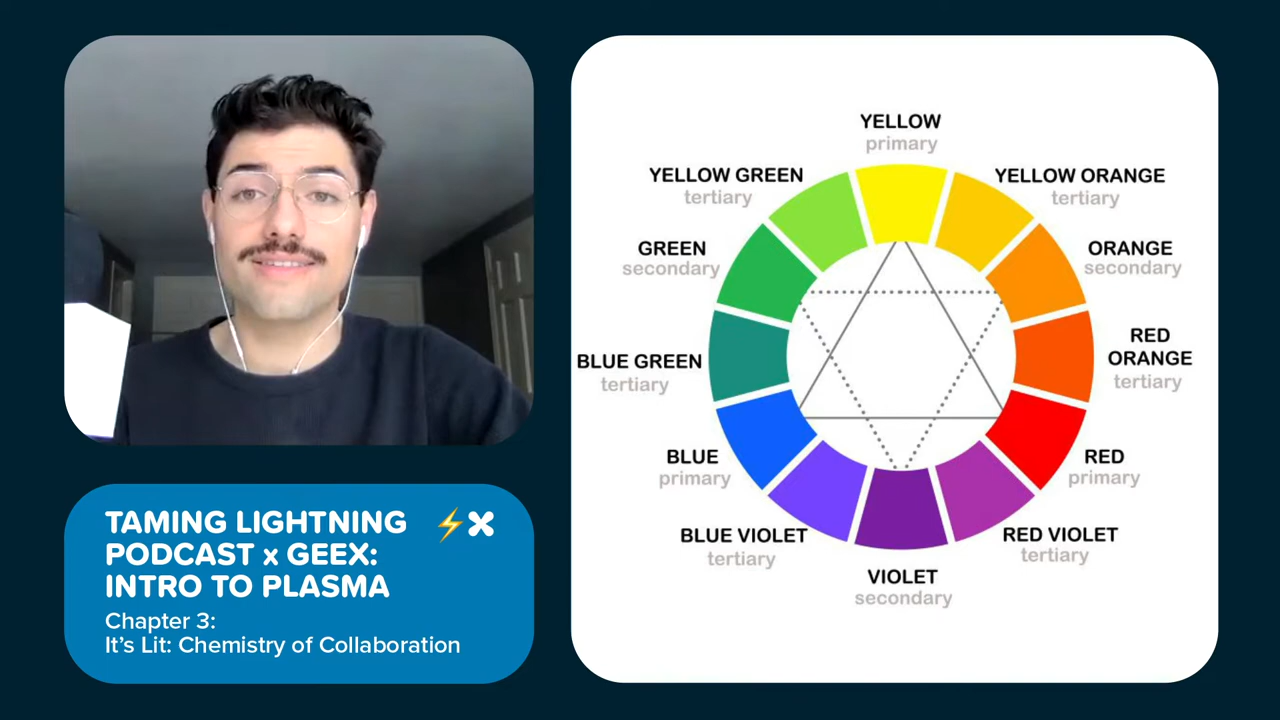 TAMING LIGHTNING
PODCAST x GEEX:
INTRO TO PLASMA
Chapter 3:
It's Lit: Chemistry of Collaboration
YELLOW
primary
YELLOW GREEN
tertiary
YELLOW ORANGE
tertiary
GREEN
secondary
ORANGE
secondary
BLUE GREEN
tertiary
RED
ORANGE
tertiary
BLUE
primary
RED
primary
BLUE VIOLET
tertiary
RED VIOLET
tertiary
VIOLET
secondary